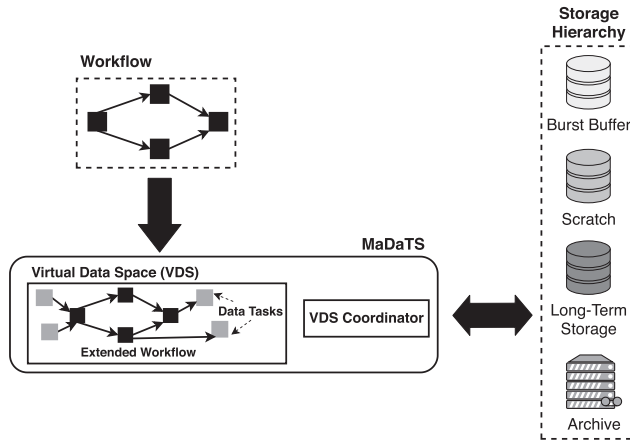 Storage
Hierarchy
Workflow
Burst Buffer
Scratch
MaDaTS
Virtual Data Space (VDS)
Data Tasks
VDS Coordinator
Extended Workflow
Long-Term
Storage
Archive